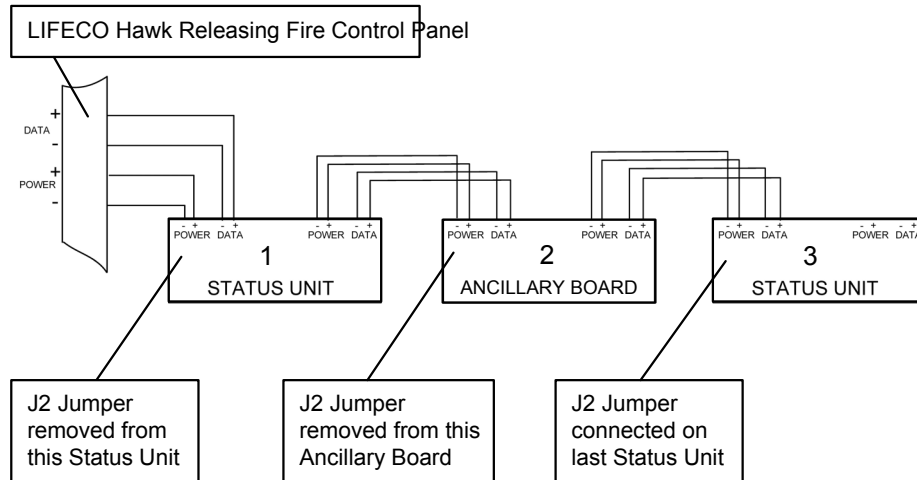 LIFECO Hawk Releasing Fire Control Panel
+
DATA
-
+
POWER
-
- + - + - + - + - + - + - + - + - + - + - + - +
POWER DATA POWER DATA POWER DATA POWER DATA POWER DATA POWER DATA
1 2 3
STATUS UNIT ANCILLARY BOARD STATUS UNIT
J2 Jumper
removed from
this Status Unit
J2 Jumper
removed from this
Ancillary Board
J2 Jumper
connected on
last Status Unit